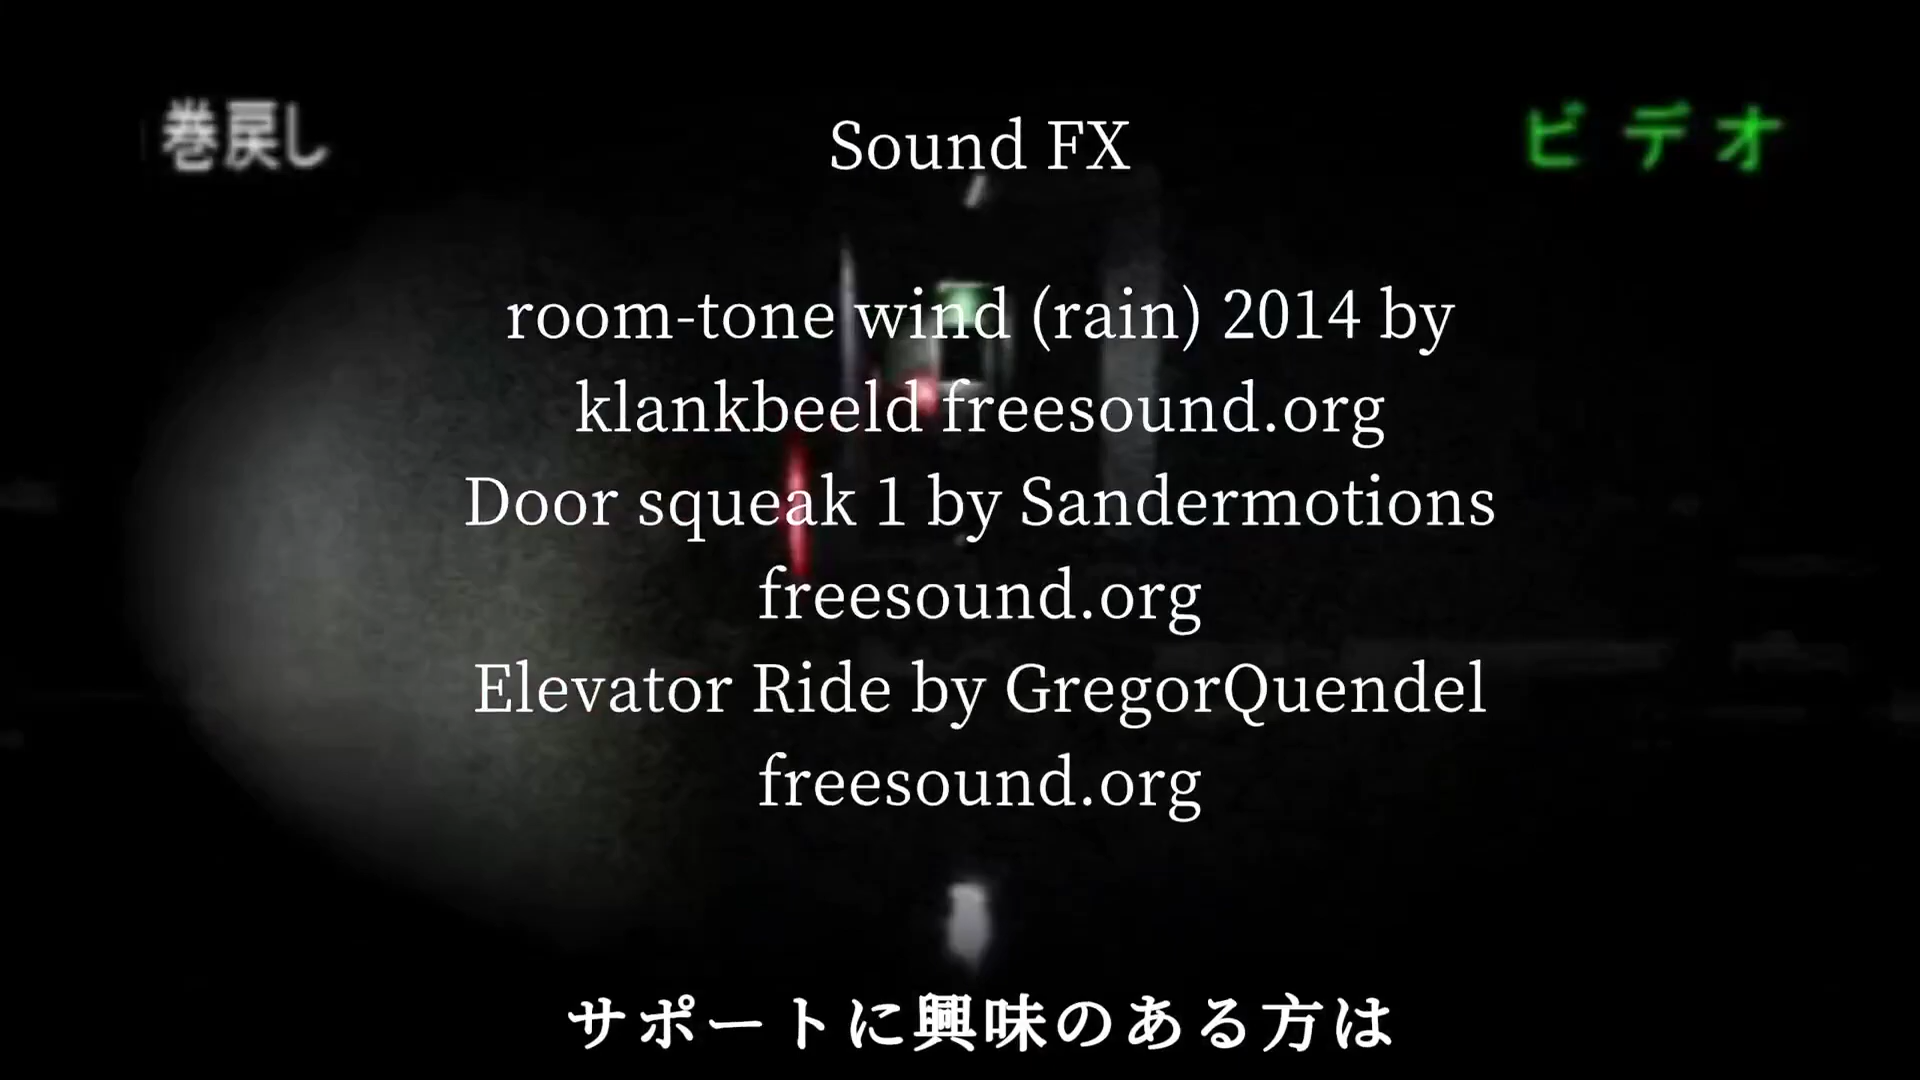 巻戻し
Sound FX
ビデオ
room-tone wind (rain) 2014 by
klankbeeld freesound.org
Door squeak 1 by Sandermotions
freesound.org
Elevator Ride by GregorQuendel
freesound.org
サポートに興味のある方は